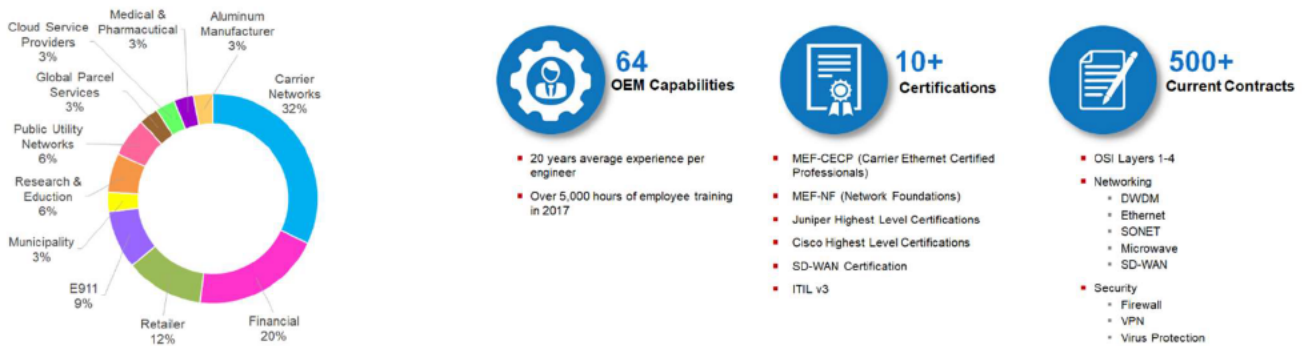 Medical &
Pharmacutical
3%
Aluminum
Manufacturer
3%
Cloud Service
Providers
3%
Global Parcel
Services
3%
Carrier
Networks
32%
Public Utility
Networks
6%
Research &
Eduction
6%
Municipality
3%
E911
9%
Retailer
12%
Financial
20%
64
OEM Capabilities
20 years average experience per
engineer
Over 5,000 hours of employee training
in 2017
10+
Certifications
MEF-CECP (Carrier Ethernet Certified
Professionals)
MEF-NF (Network Foundations)
Juniper Highest Level Certifications
Cisco Highest Level Certifications
SD-WAN Certification
ITIL v3
500+
Current Contracts
OSI Layers 1-4
Networking
DWDM
Ethernet
SONET
Microwave
SD-WAN
Security
Firewall
VPN
Virus Protection